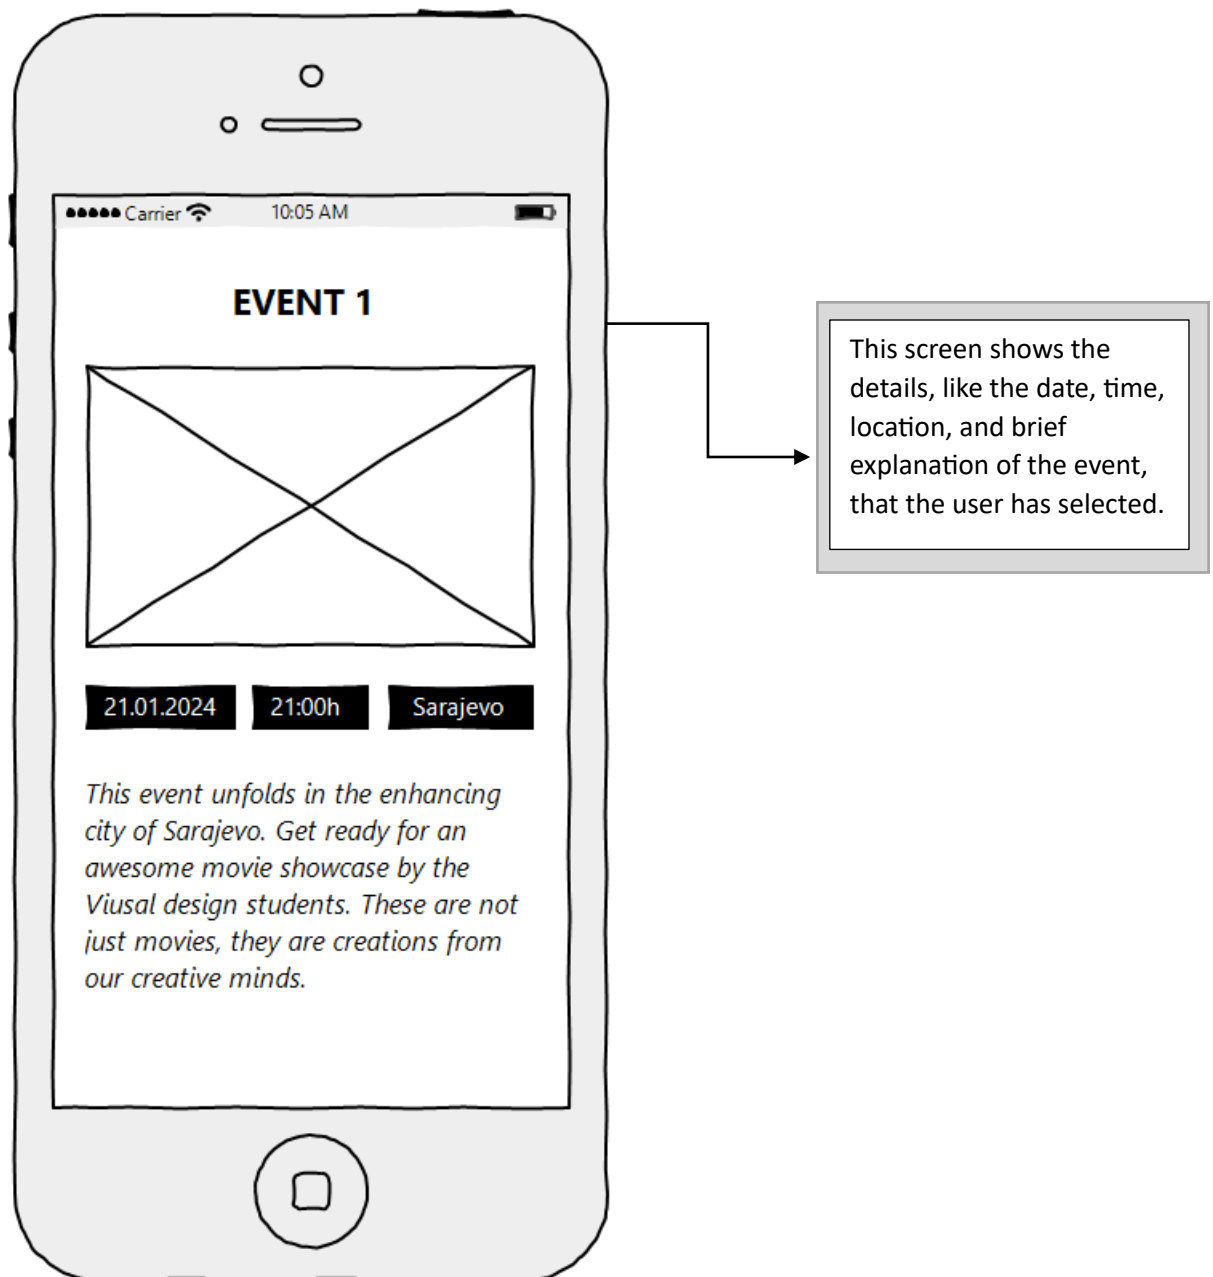 Carrier 10:05 AM
EVENT 1
21.01.2024 21:00h Sarajevo
This event unfolds in the enhancing
city of Sarajevo. Get ready for an
awesome movie showcase by the
Viusal design students. These are not
just movies, they are creations from
our creative minds.
This screen shows the
details, like the date, time,
location, and brief
explanation of the event,
that the user has selected.